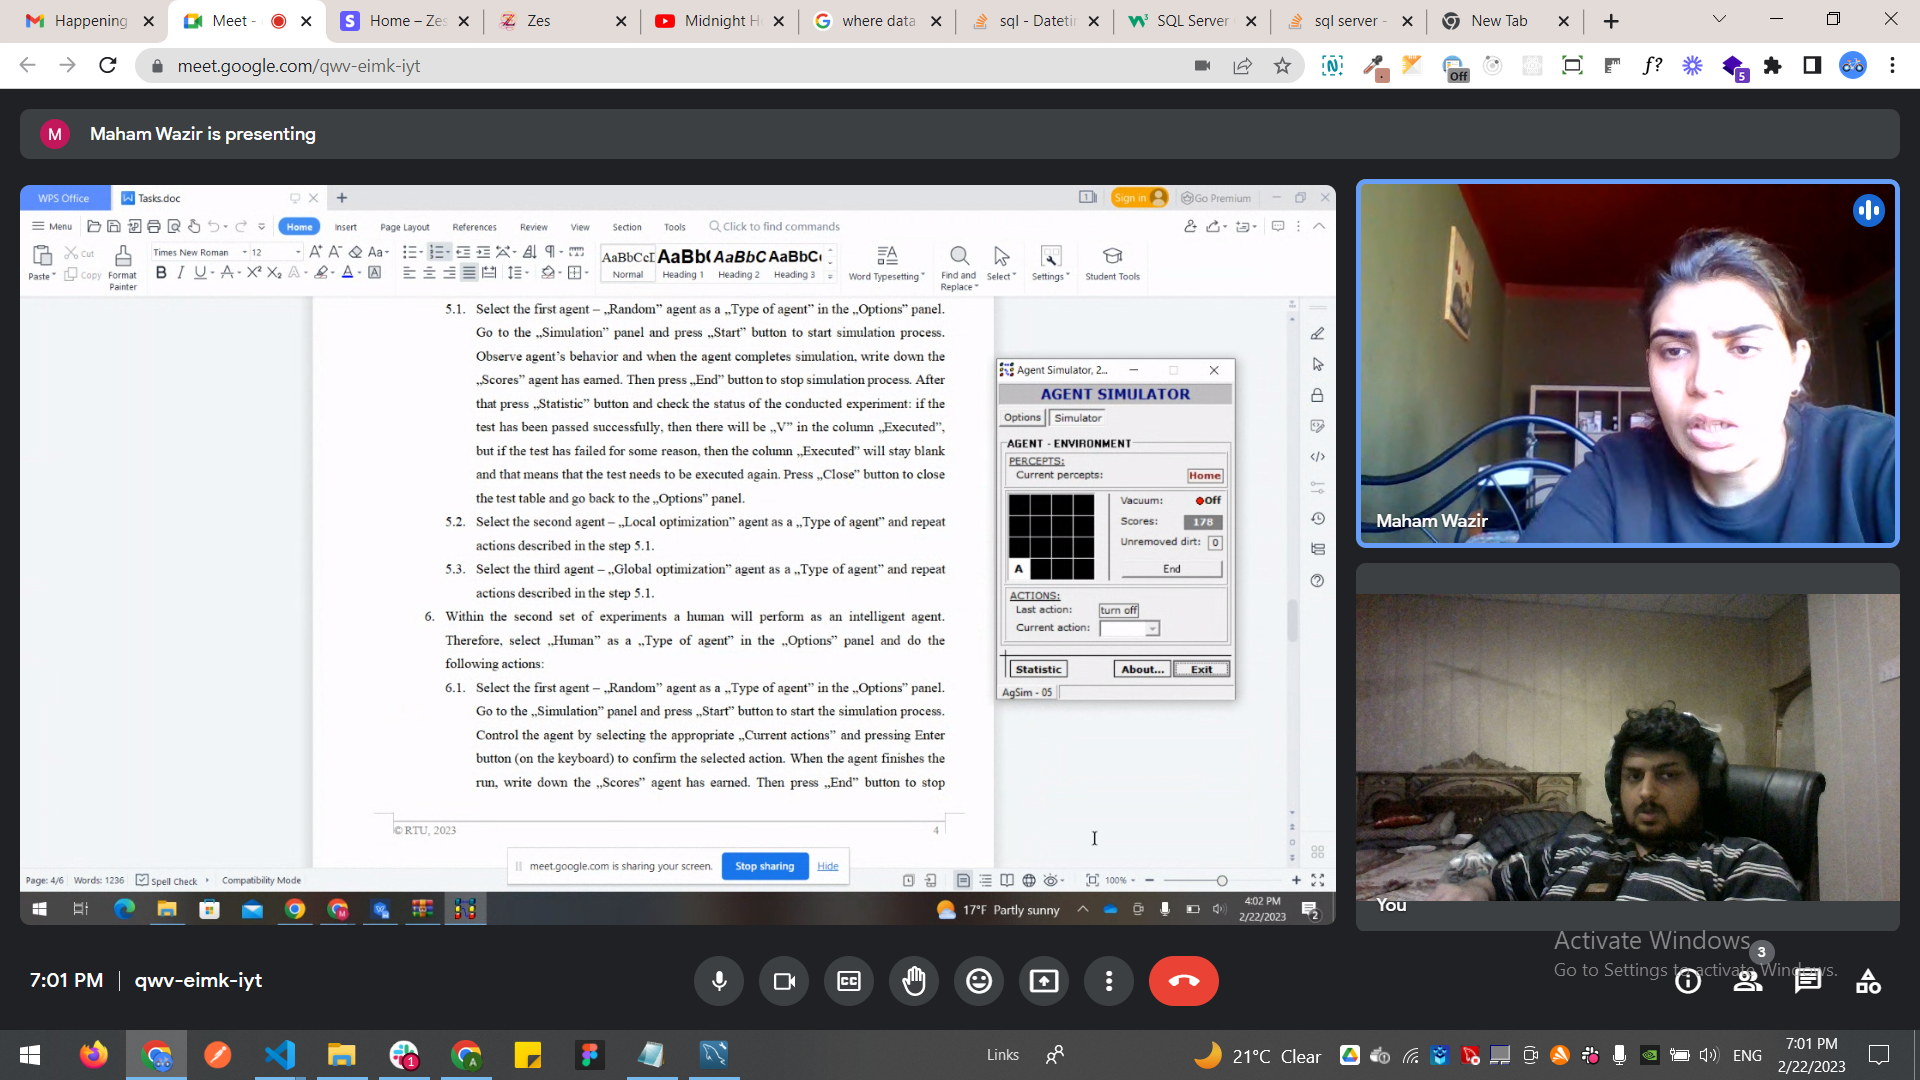 Happening
Meet -
Home – Zes
Zes
Midnight H
where data
sql - Dateti
SQL Server
sql server -
New Tab
meet.google.com/qwv-eimk-iyt
Off
f?
5
M
Maham Wazir is presenting
WPS Office
Tasks.doc
Sign in
Go Premium
Menu
Home
Insert
Page Layout
References
Review
View
Section
Tools
Click to find commands
Paste
Cut
Copy
Format
Painter
Times New Roman
12
AaBbCcD
Normal
AaBb(
Heading 1
AaBbC
Heading 2
AaBbC
Heading 3
Word Typesetting
Find and
Replace
Select
Settings
Student Tools
5.1. Select the first agent – „Random” agent as a „Type of agent” in the „Options” panel.
Go to the „Simulation” panel and press „Start” button to start simulation process.
Observe agent’s behavior and when the agent completes simulation, write down the
„Scores” agent has earned. Then press „End” button to stop simulation process. After
that press „Statistic” button and check the status of the conducted experiment: if the
test has been passed successfully, then there will be „V” in the column „Executed”,
but if the test has failed for some reason, then the column „Executed” will stay blank
and that means that the test needs to be executed again. Press „Close” button to close
the test table and go back to the „Options” panel.
5.2. Select the second agent – „Local optimization” agent as a „Type of agent” and repeat
actions described in the step 5.1.
5.3. Select the third agent – „Global optimization” agent as a „Type of agent” and repeat
actions described in the step 5.1.
6. Within the second set of experiments a human will perform as an intelligent agent.
Therefore, select „Human” as a „Type of agent” in the „Options” panel and do the
following actions:
6.1. Select the first agent – „Random” agent as a „Type of agent” in the „Options” panel.
Go to the „Simulation” panel and press „Start” button to start the simulation process.
Control the agent by selecting the appropriate „Current actions” and pressing Enter
button (on the keyboard) to confirm the selected action. When the agent finishes the
run, write down the „Scores” agent has earned. Then press „End” button to stop
© RTU, 2023
4
Agent Simulator, 2...
AGENT SIMULATOR
Options
Simulator
AGENT - ENVIRONMENT
PERCEPTS:
Current percepts:
Home
A
Vacuum:
Off
Scores:
178
Unremoved dirt:
0
End
ACTIONS:
Last action:
turn off
Current action:
Statistic
About...
Exit
AgSim - 05
meet.google.com is sharing your screen.
Stop sharing
Hide
Page: 4/6
Words: 1236
Spell Check
Compatibility Mode
100%
17°F Partly sunny
4:02 PM
2/22/2023
2
Maham Wazir
You
Activate Windows
Go to Settings to activate Windows.
7:01 PM
qwv-eimk-iyt
3
1
Links
21°C Clear
ENG
7:01 PM
2/22/2023